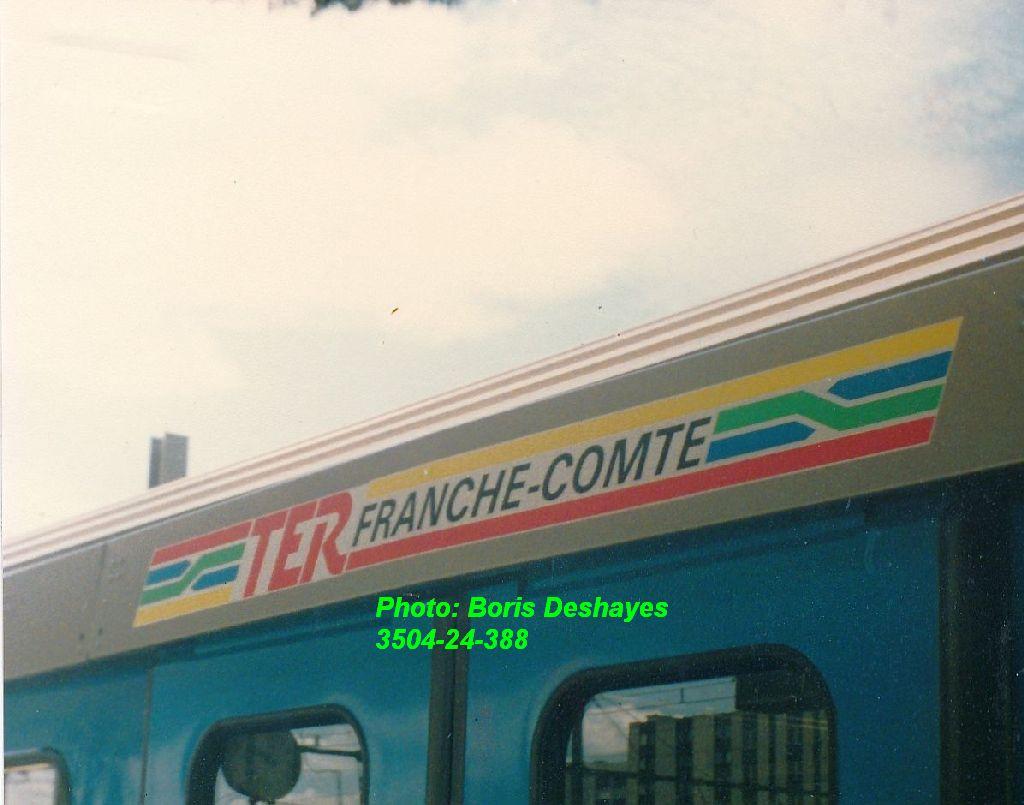 TER FRANCHE-COMTE
Photo: Boris Deshayes
3504-24-388